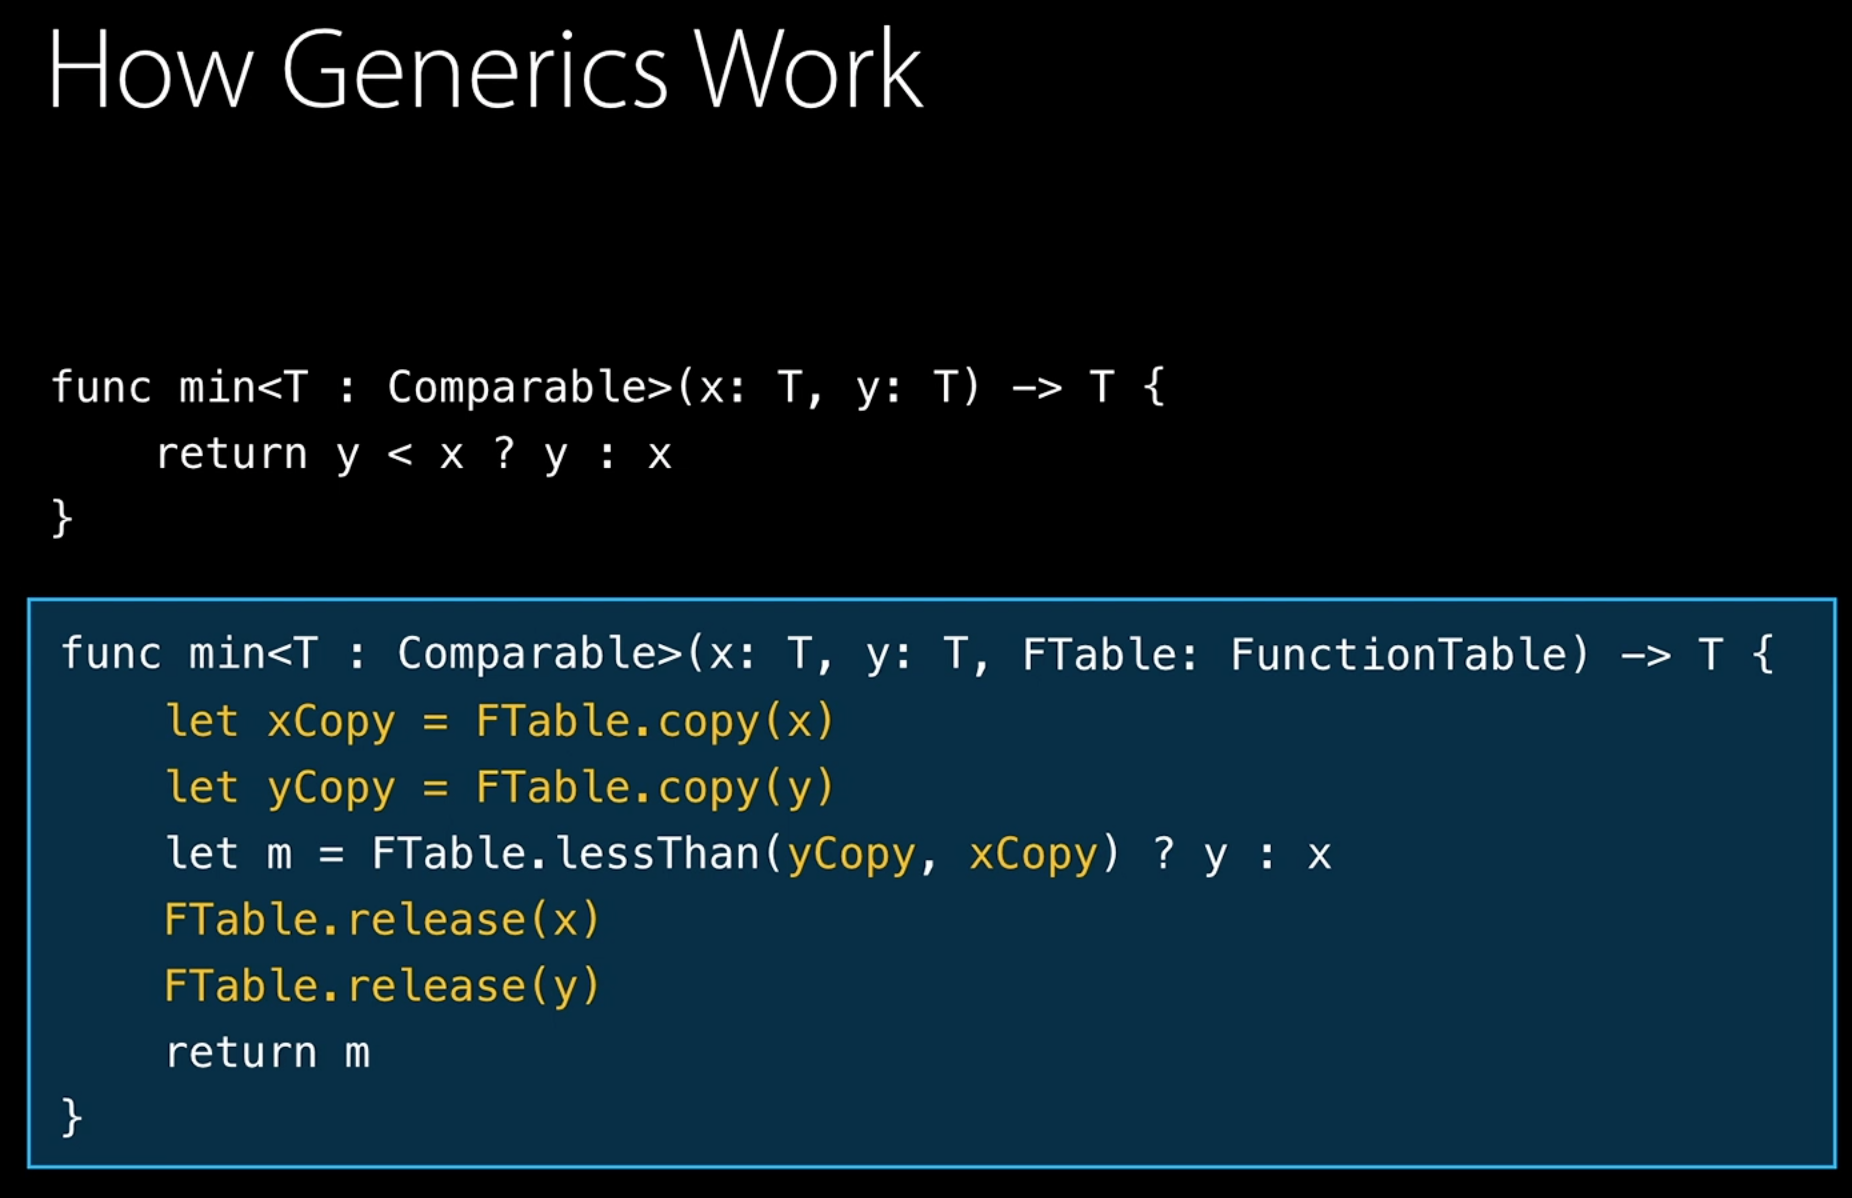 How Generics Work
func min<T : Comparable>(x: T, y: T) -> T {
    return y < x ? y : x
}
func min<T : Comparable>(x: T, y: T, FTable: FunctionTable) -> T {
    let xCopy = FTable.copy(x)
    let yCopy = FTable.copy(y)
    let m = FTable.lessThan(yCopy, xCopy) ? y : x
    FTable.release(x)
    FTable.release(y)
    return m
}